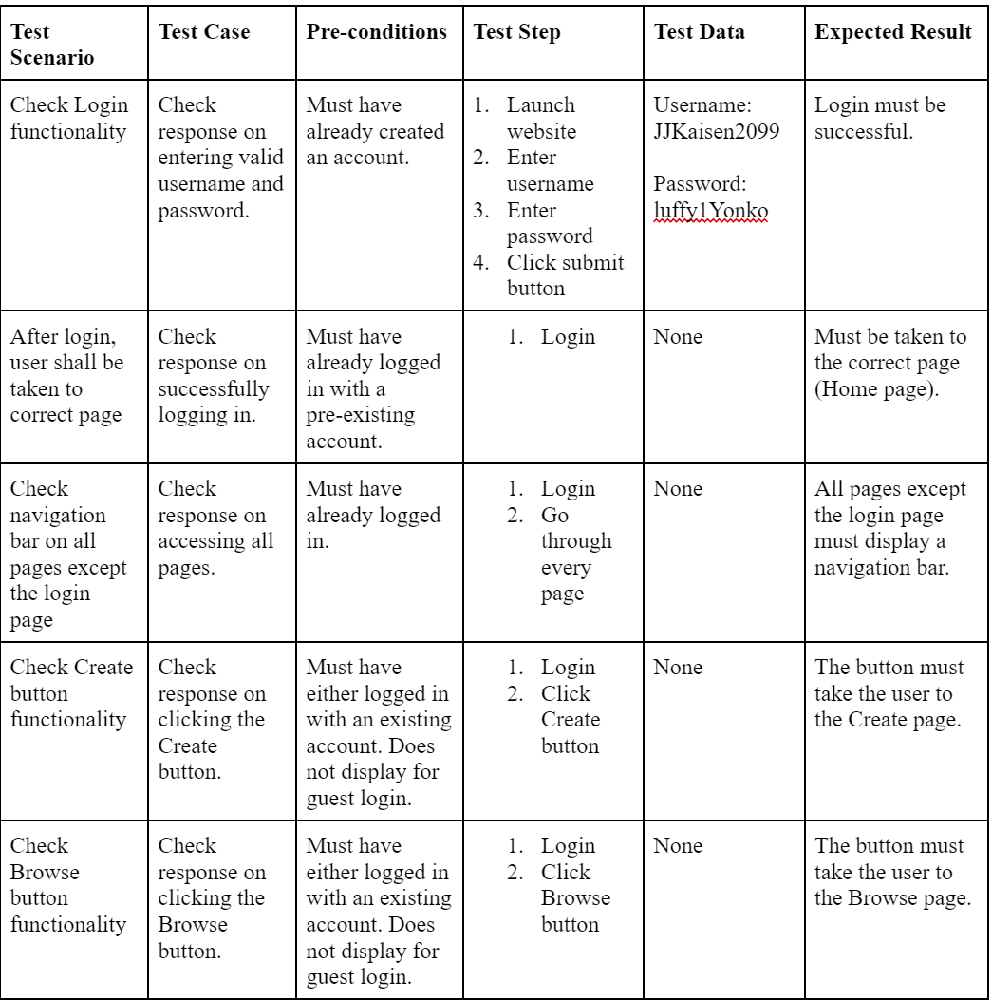 Test Scenario
Test Case
Pre-conditions
Test Step
Test Data
Expected Result
Check Login
functionality
Check
response on
entering valid
username and
password.
Must have
already created
an account.
1. Launch
website
2. Enter
username
3. Enter
password
4. Click submit
button
Username:
JJKaisen2099
Password:
luffy1Yonko
Login must be
successful.
After login,
user shall be
taken to
correct page
Check
response on
successfully
logging in.
Must have
already logged
in with a
pre-existing
account.
1. Login
None
Must be taken to
the correct page
(Home page).
Check
navigation
bar on all
pages except
the login
page
Check
response on
accessing all
pages.
Must have
already logged
in.
1. Login
2. Go
through
every
page
None
All pages except
the login page
must display a
navigation bar.
Check Create
button
functionality
Check
response on
clicking the
Create
button.
Must have
either logged in
with an existing
account. Does
not display for
guest login.
1. Login
2. Click
Create
button
None
The button must
take the user to
the Create page.
Check
Browse
button
functionality
Check
response on
clicking the
Browse
button.
Must have
either logged in
with an existing
account. Does
not display for
guest login.
1. Login
2. Click
Browse
button
None
The button must
take the user to
the Browse page.